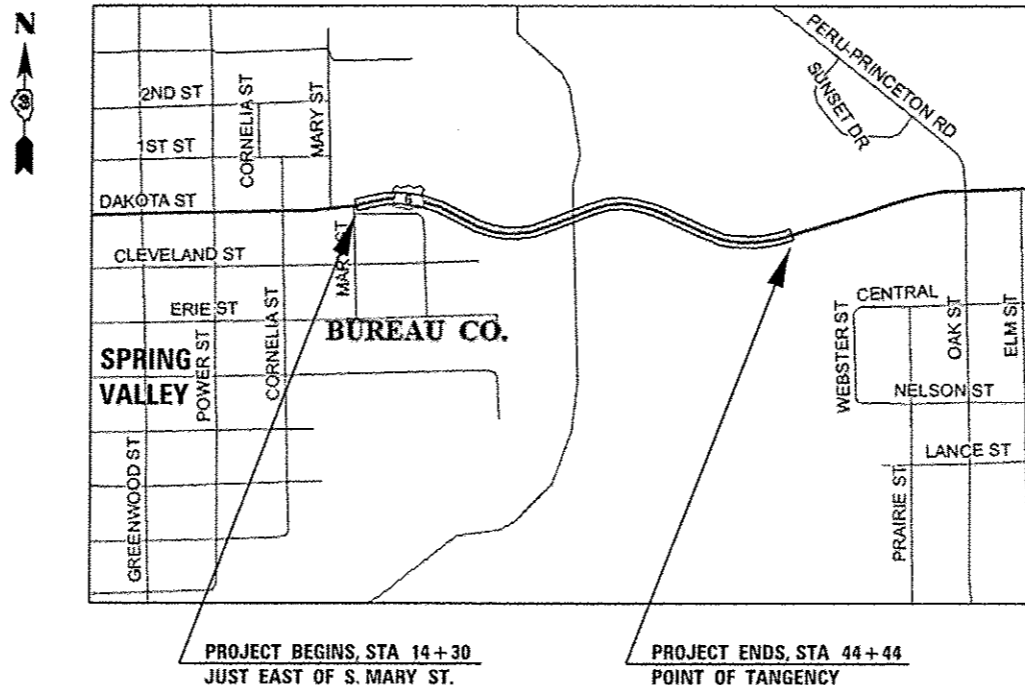 N
3
2ND ST
1ST ST
DAKOTA ST
CLEVELAND ST
ERIE ST
CORNELIA ST
MARY ST
6
MAR ST
BUREAU CO.
SPRING
VALLEY
POWER ST
CORNELIA ST
GREENWOOD ST
PERU-PRINCETON RD
SUNSET DR
CENTRAL
WEBSTER ST
OAK ST
ELM ST
NELSON ST
LANCE ST
PRAIRIE ST
PROJECT BEGINS, STA 14+30
JUST EAST OF S. MARY ST.
PROJECT ENDS, STA 44+44
POINT OF TANGENCY